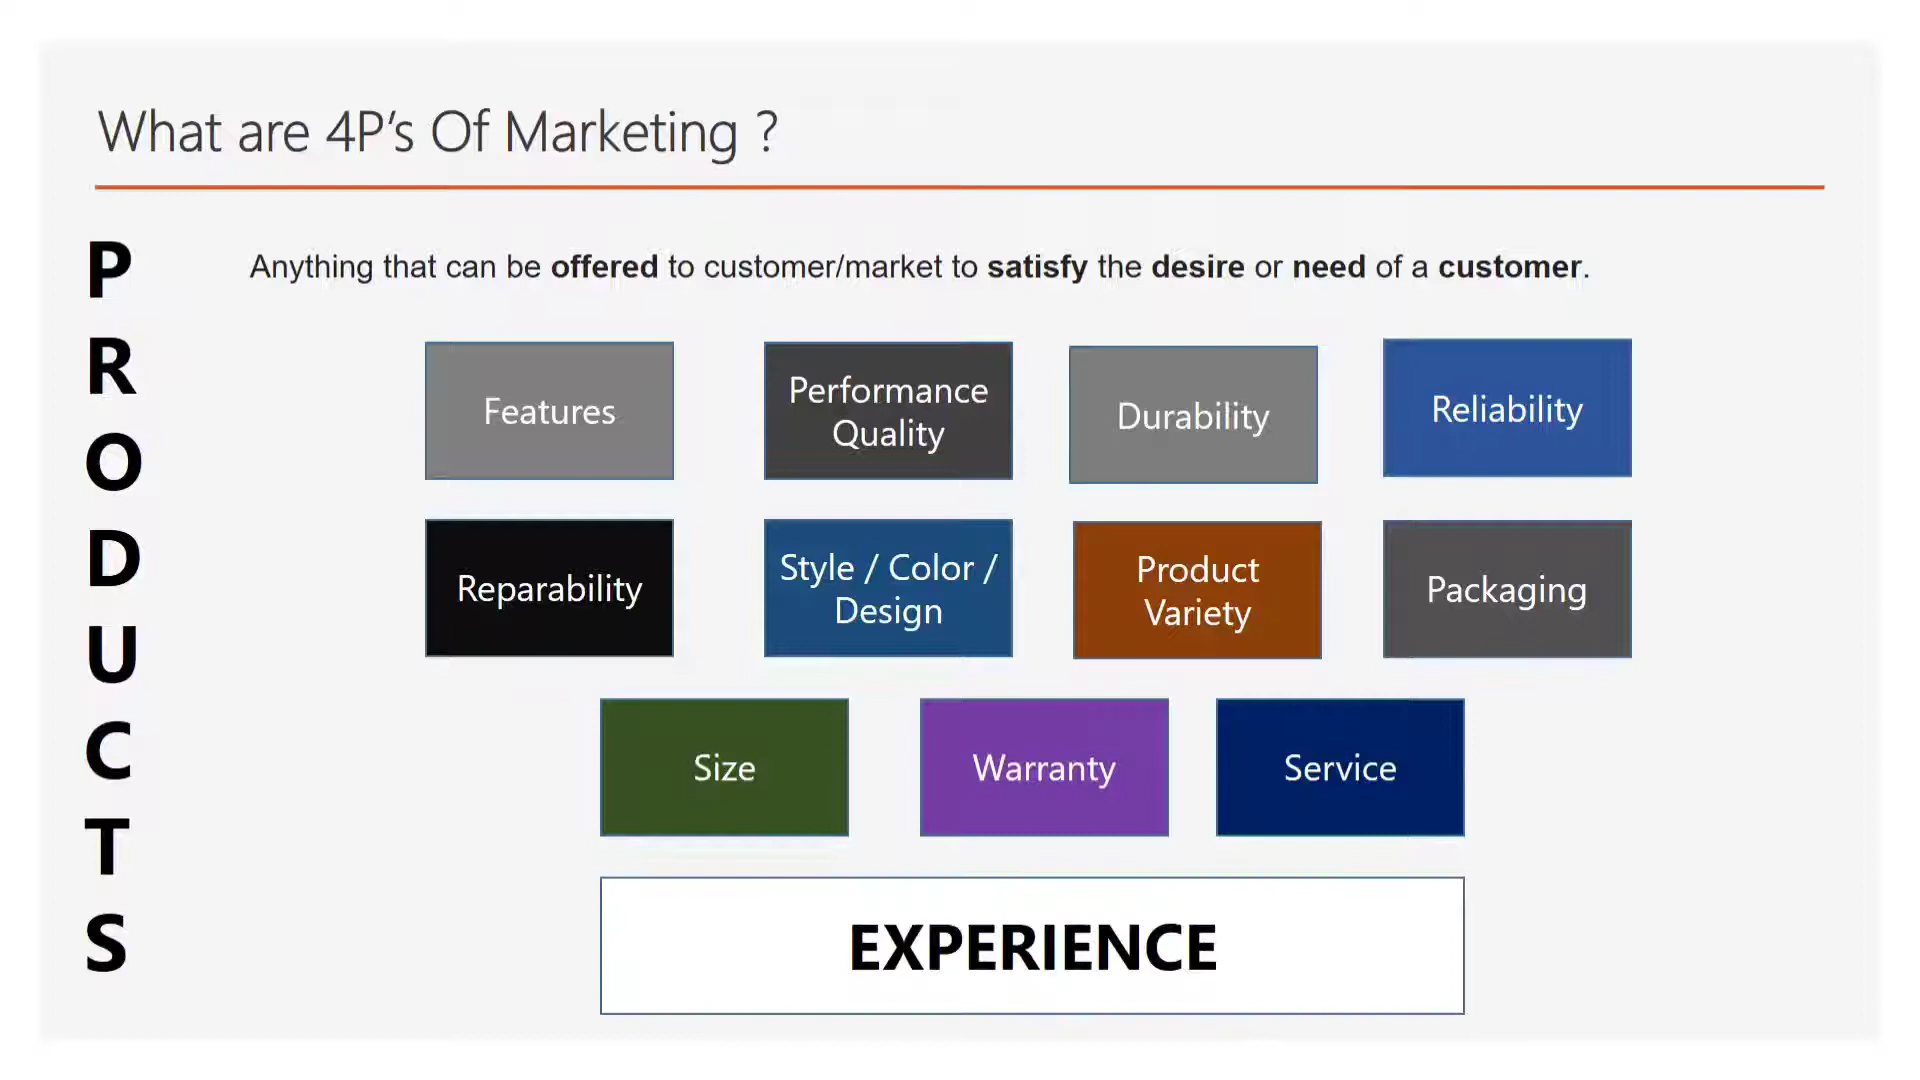 What are 4P's Of Marketing ?
P
R
O
D
U
C
T
S
Anything that can be offered to customer/market to satisfy the desire or need of a customer.
Features
Performance
Quality
Durability
Reliability
Reparability
Style / Color /
Design
Product
Variety
Packaging
Size
Warranty
Service
EXPERIENCE